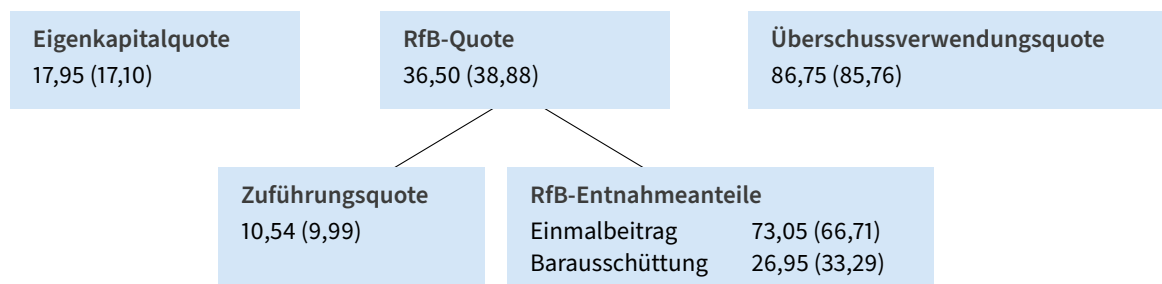 Eigenkapitalquote
17,95 (17,10)
RfB-Quote
36,50 (38,88)
Überschussverwendungsquote
86,75 (85,76)
Zuführungsquote
10,54 (9,99)
RfB-Entnahmeanteile
Einmalbeitrag 73,05 (66,71)
Barausschüttung 26,95 (33,29)